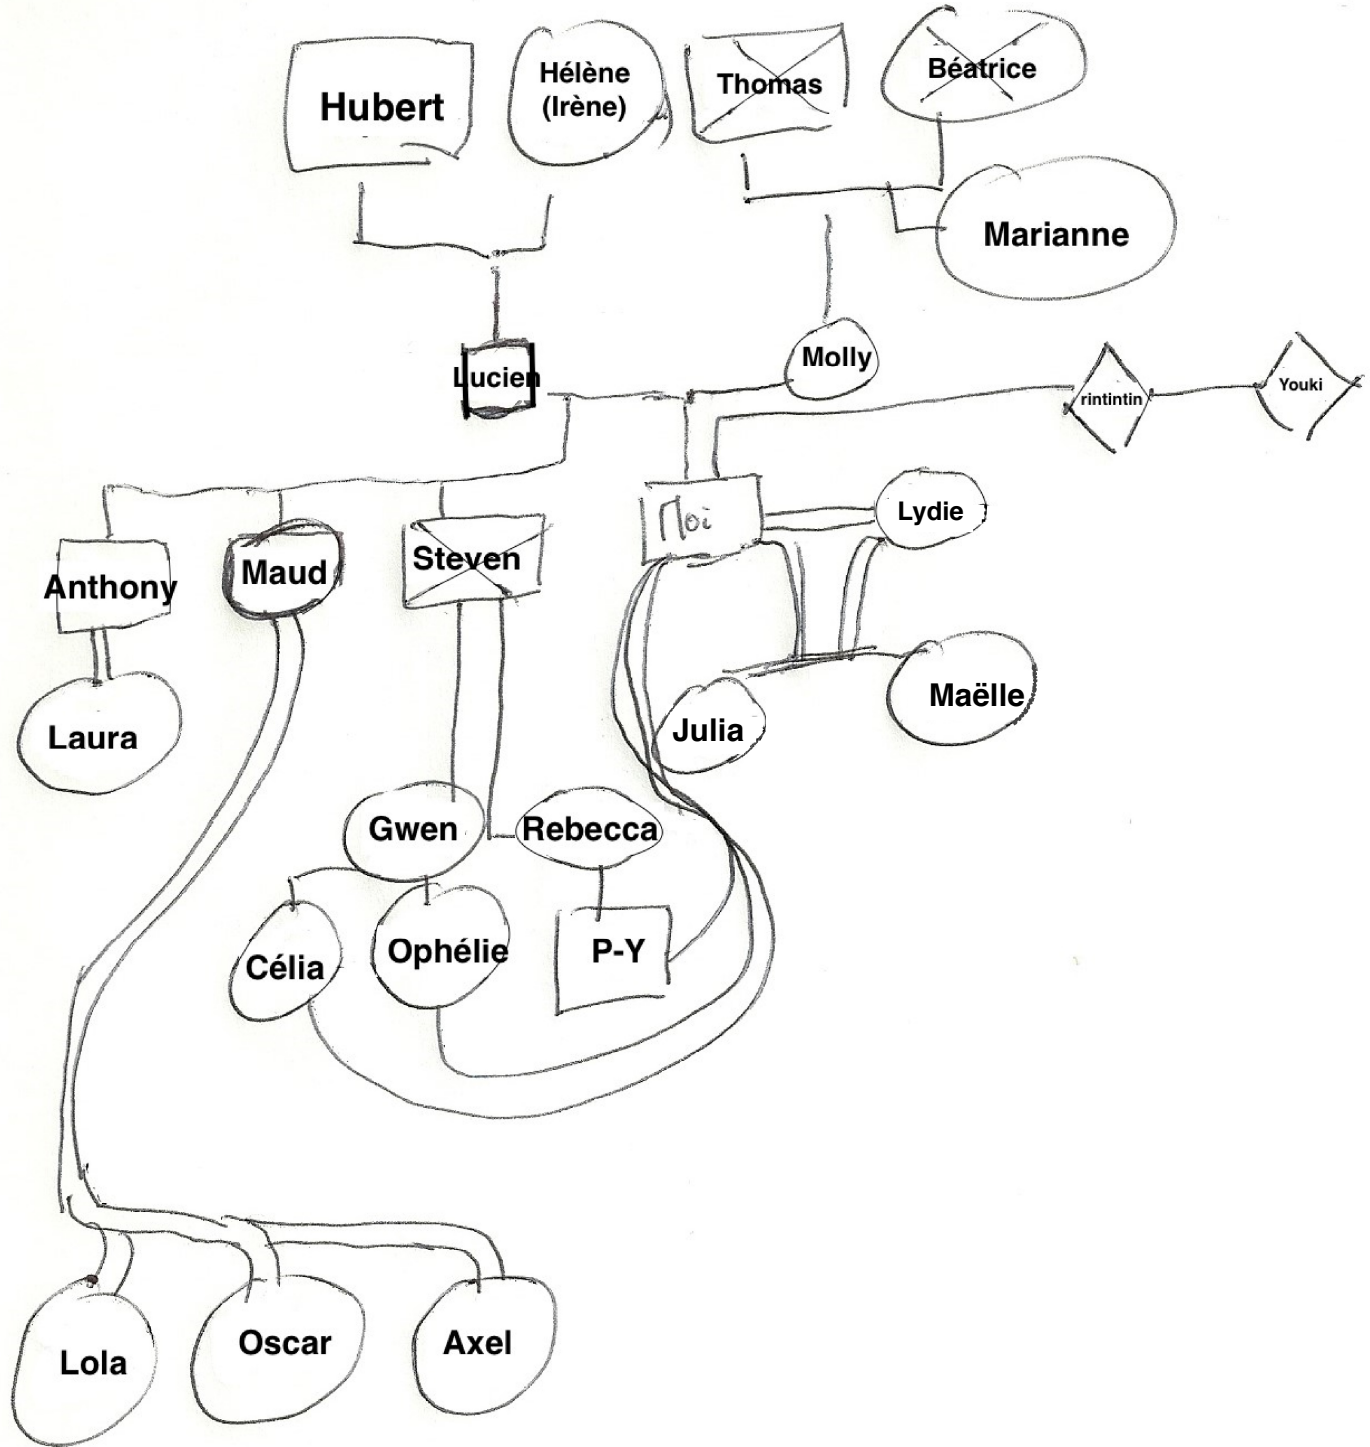 Hubert
Hélène
(Irène)
Thomas
Béatrice
Marianne
Lucien
Molly
rintintin
Youki
Moi
Lydie
Anthony
Maud
Steven
Laura
Julia
Maëlle
Gwen
Rebecca
Célia
Ophélie
P-Y
Lola
Oscar
Axel